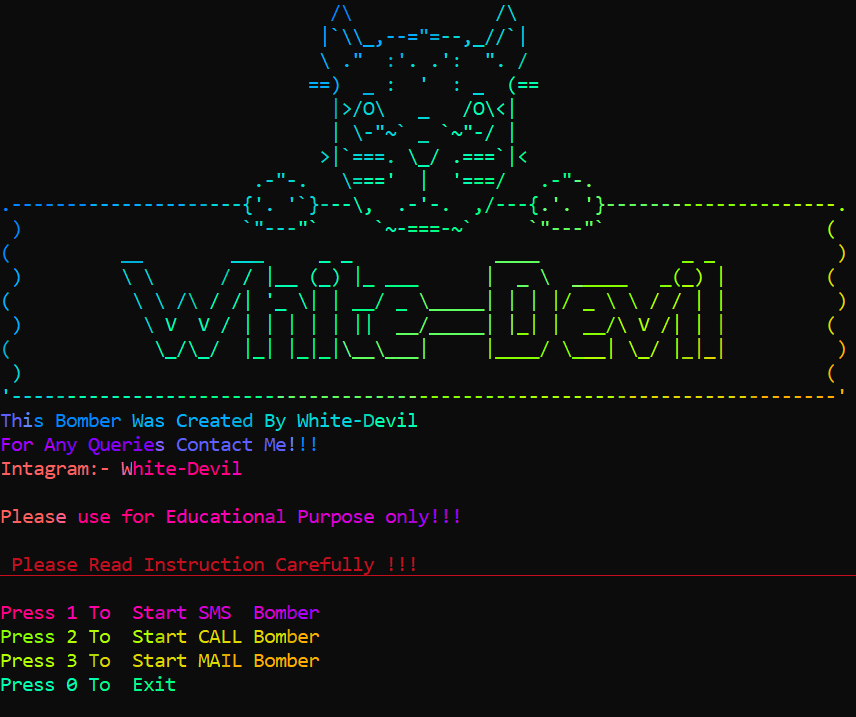 White-Devil
This Bomber Was Created By White-Devil
For Any Queries Contact Me!!!
Intagram:- White-Devil
Please use for Educational Purpose only!!!
Please Read Instruction Carefully !!!
Press 1 To  Start SMS  Bomber
Press 2 To  Start CALL Bomber
Press 3 To  Start MAIL Bomber
Press 0 To  Exit